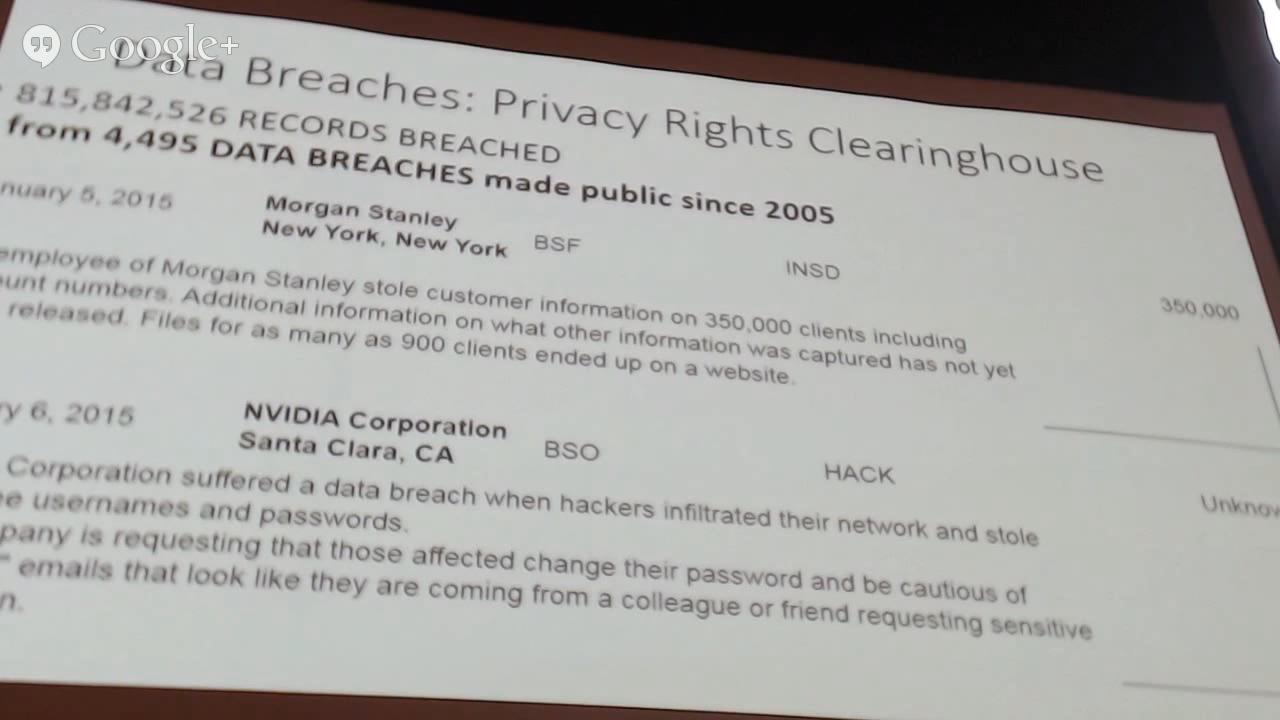 Google+
Data Breaches: Privacy Rights Clearinghouse
815,842,526 RECORDS BREACHED
from 4,495 DATA BREACHES made public since 2005
nuary 5, 2015
Morgan Stanley
New York, New York
BSF
INSD
350,000
employee of Morgan Stanley stole customer information on 350,000 clients including
unt numbers. Additional information on what other information was captured has not yet
released. Files for as many as 900 clients ended up on a website.
ry 6, 2015
NVIDIA Corporation
Santa Clara, CA
BSO
HACK
Unknow
Corporation suffered a data breach when hackers infiltrated their network and stole
ee usernames and passwords.
pany is requesting that those affected change their password and be cautious of
" emails that look like they are coming from a colleague or friend requesting sensitive
n.